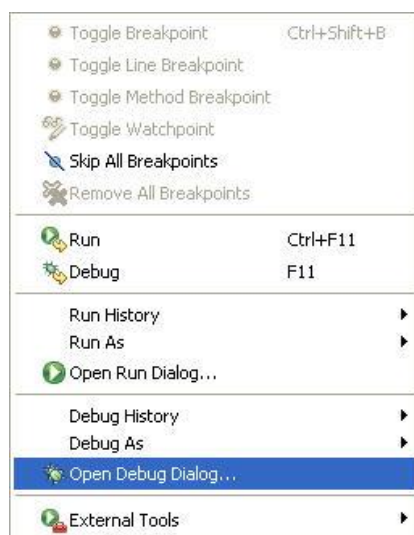 Toggle Breakpoint Ctrl+Shift+B
Toggle Line Breakpoint
Toggle Method Breakpoint
Toggle Watchpoint
Skip All Breakpoints
Remove All Breakpoints
Run Ctrl+F11
Debug F11
Run History
Run As
Open Run Dialog...
Debug History
Debug As
Open Debug Dialog...
External Tools